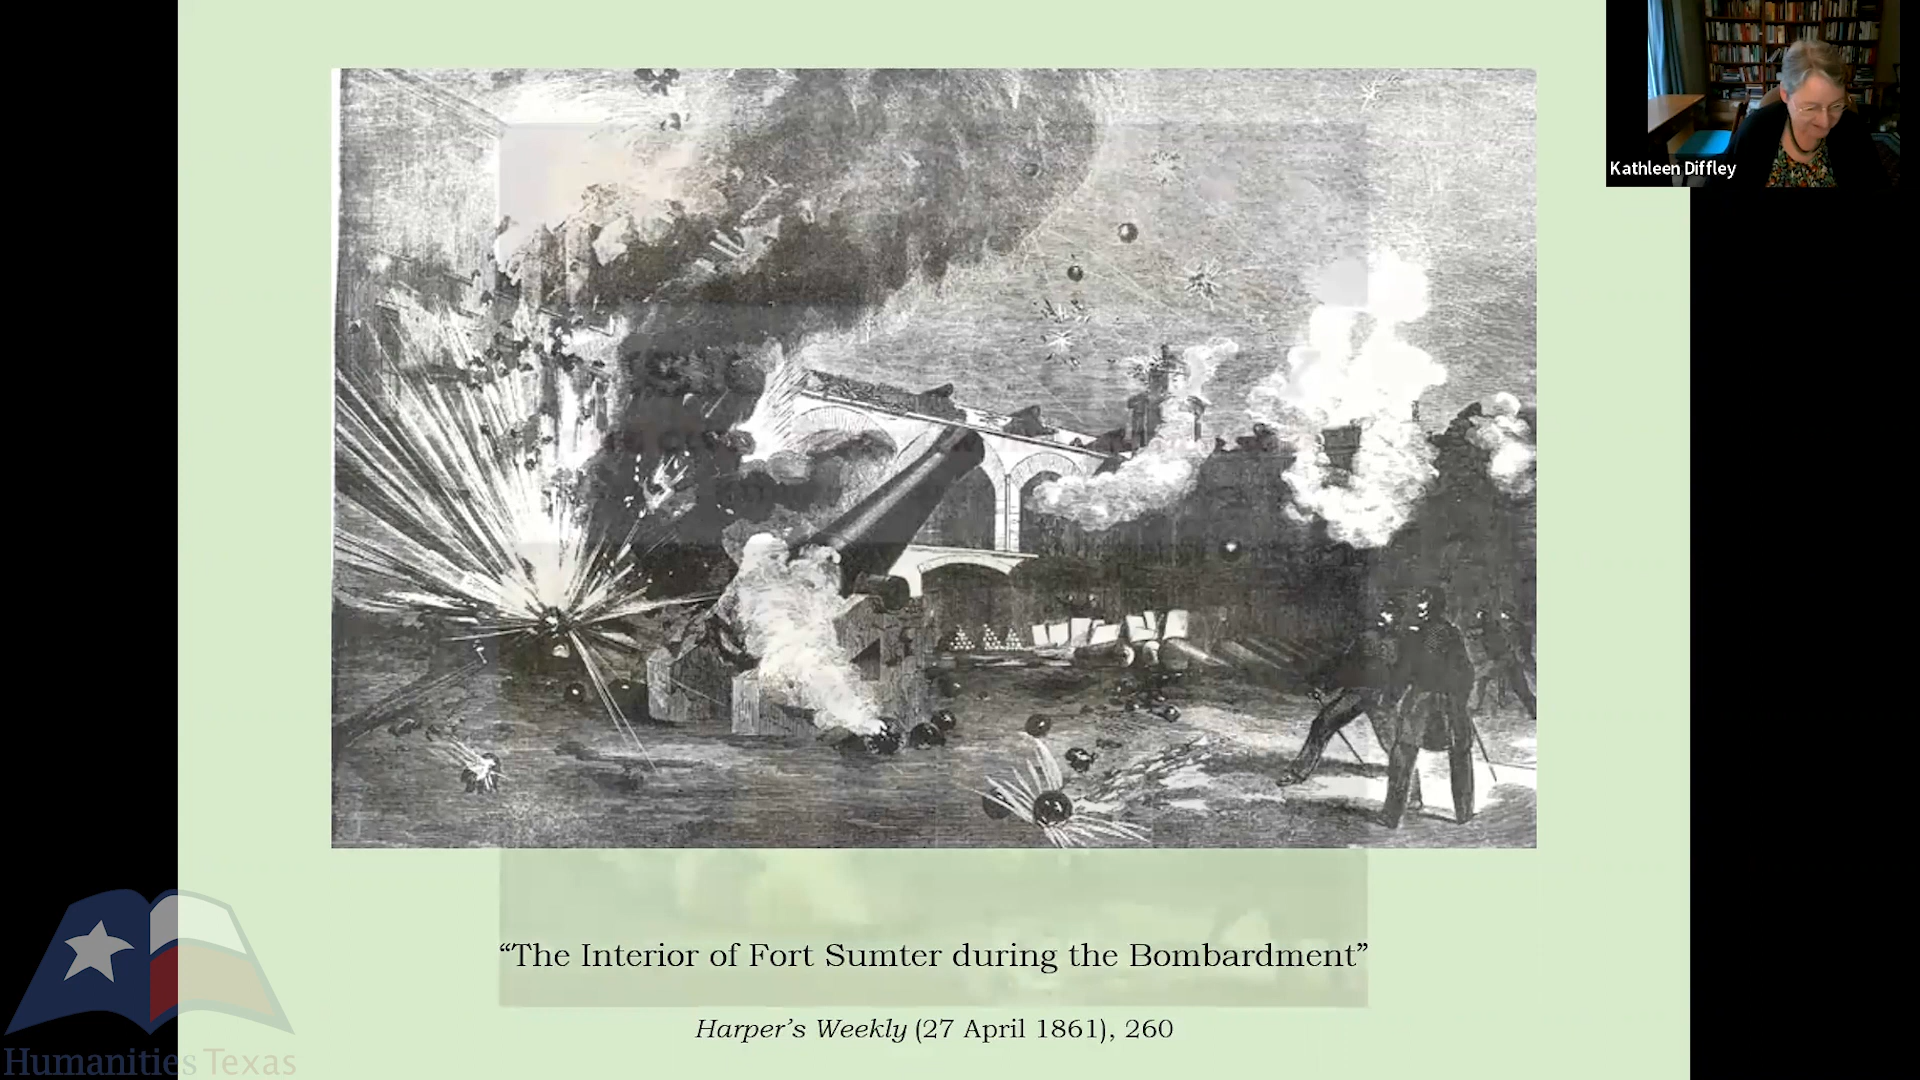 Kathleen Diffley
“The Interior of Fort Sumter during the Bombardment”
Harper’s Weekly (27 April 1861), 260
Humanities Texas